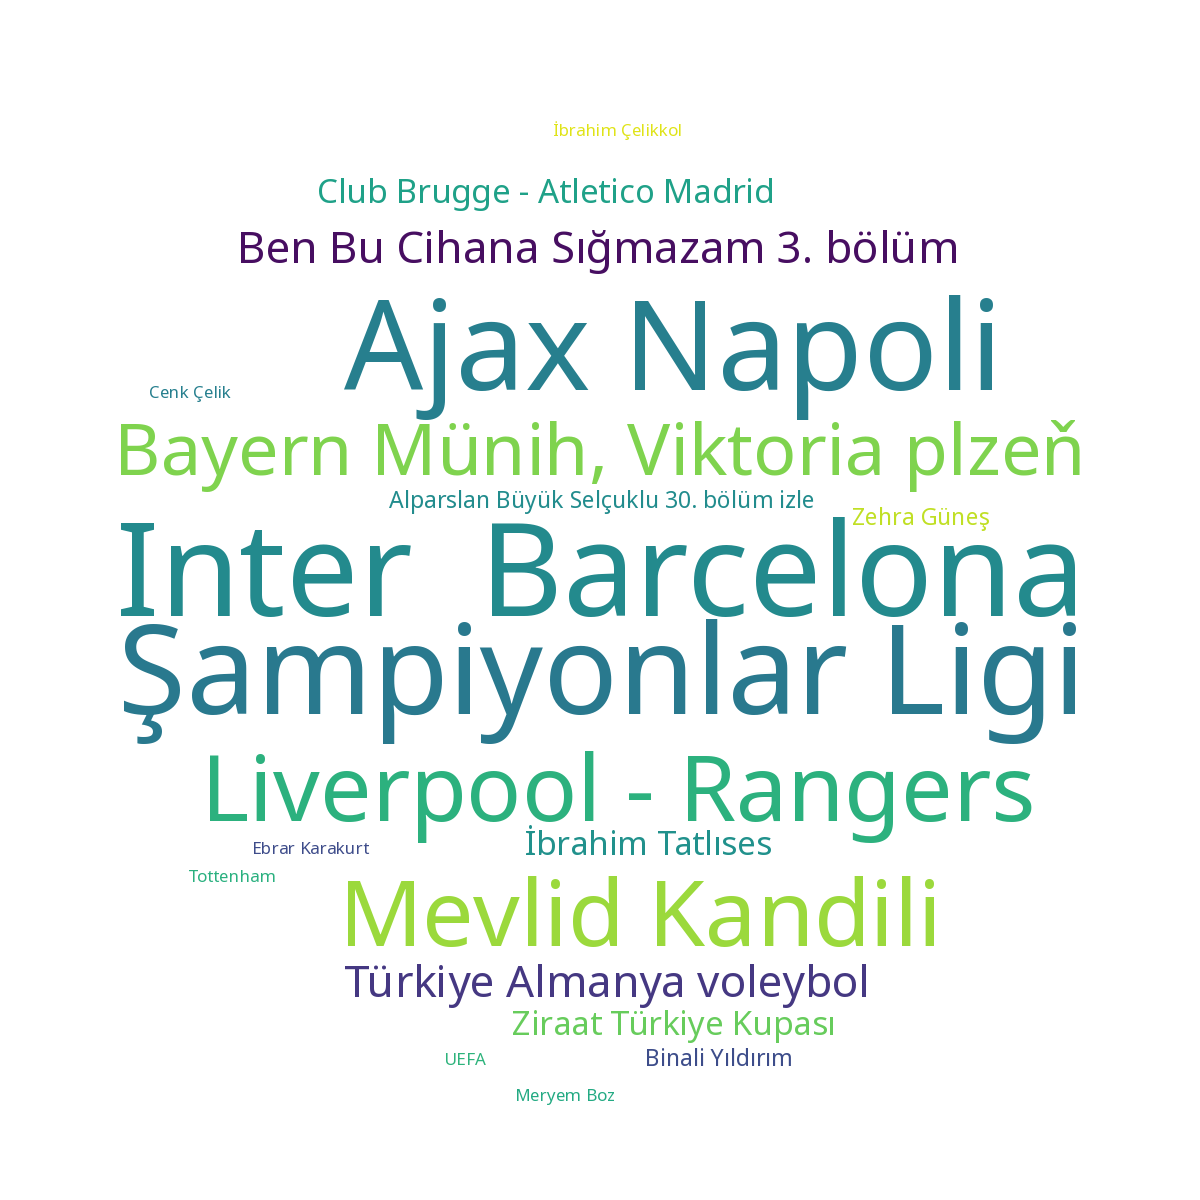 İbrahim Çelikkol
Club Brugge - Atletico Madrid
Ben Bu Cihana Sığmazam 3. bölüm
Ajax Napoli
Cenk Çelik
Bayern Münih, Viktoria plzeň
Alparslan Büyük Selçuklu 30. bölüm izle
Zehra Güneş
Inter Barcelona
Şampiyonlar Ligi
Liverpool - Rangers
İbrahim Tatlıses
Ebrar Karakurt
Tottenham
Mevlid Kandili
Türkiye Almanya voleybol
Ziraat Türkiye Kupası
UEFA
Binali Yıldırım
Meryem Boz